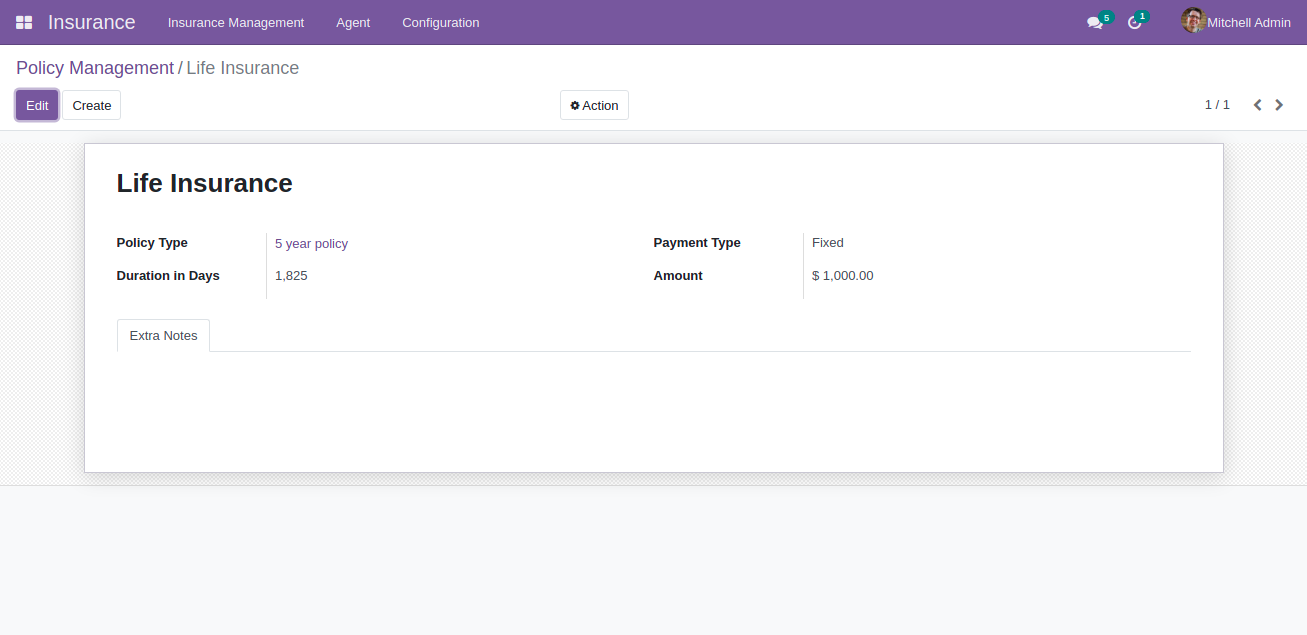 Insurance Insurance Management Agent Configuration 5 1 Mitchell Admin
Policy Management / Life Insurance
Edit Create Action 1 / 1
Life Insurance
Policy Type 5 year policy Payment Type Fixed
Duration in Days 1,825 Amount $ 1,000.00
Extra Notes